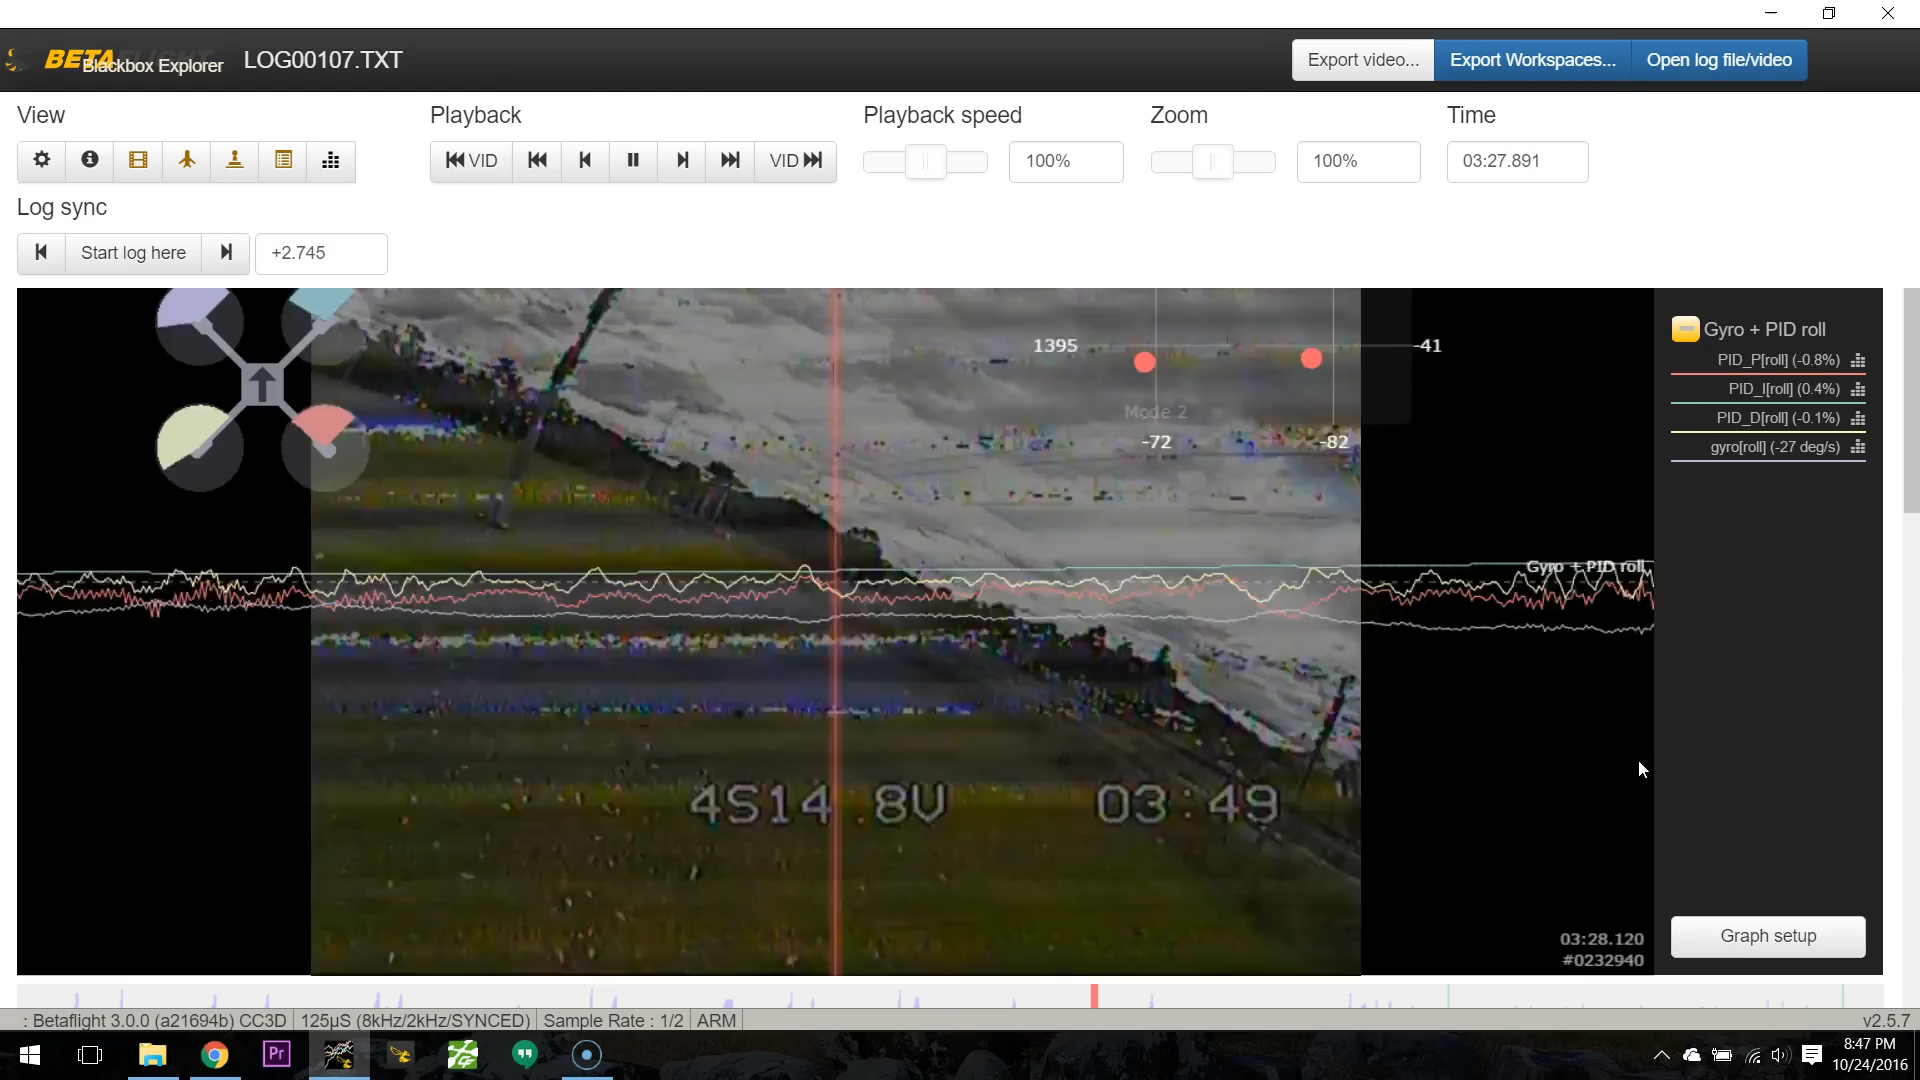 BETAFLIGHT
Blackbox Explorer
LOG00107.TXT
Export video...
Export Workspaces...
Open log file/video
View
Playback
Playback speed
Zoom
Time
VID
VID
100%
100%
03:27.891
Log sync
Start log here
+2.745
1395
-41
Mode 2
-72
-82
Gyro + PID roll
PID_P[roll] (-0.8%)
PID_I[roll] (0.4%)
PID_D[roll] (-0.1%)
gyro[roll] (-27 deg/s)
Gyro + PID roll
4S14 8V
03:49
03:28.120
#0232940
Graph setup
: Betaflight 3.0.0 (a21694b) CC3D
125µS (8kHz/2kHz/SYNCED)
Sample Rate : 1/2
ARM
v2.5.7
Pr
8:47 PM
10/24/2016